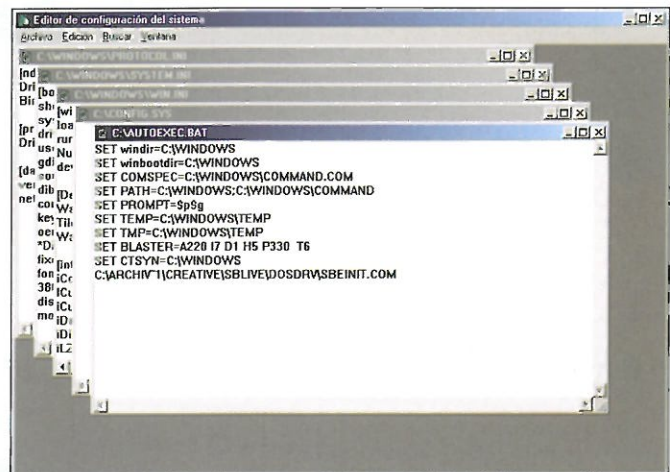 Editor de configuración del sistema
Archivo Edición Buscar Ventana
C:\WINDOWS\PROTOCOL.INI
C:\WINDOWS\SYSTEM.INI
C:\WINDOWS\WIN.INI
C:\CONFIG.SYS
C:\AUTOEXEC.BAT
SET windir=C:\WINDOWS
SET winbootdir=C:\WINDOWS
SET COMSPEC=C:\WINDOWS\COMMAND.COM
SET PATH=C:\WINDOWS;C:\WINDOWS\COMMAND
SET PROMPT=$p$g
SET TEMP=C:\WINDOWS\TEMP
SET TMP=C:\WINDOWS\TEMP
SET BLASTER=A220 I7 D1 H5 P330 T6
SET CTSYN=C:\WINDOWS
C:\ARCHIV~1\CREATIVE\SBLIVE\DOSDRV\SBEINIT.COM